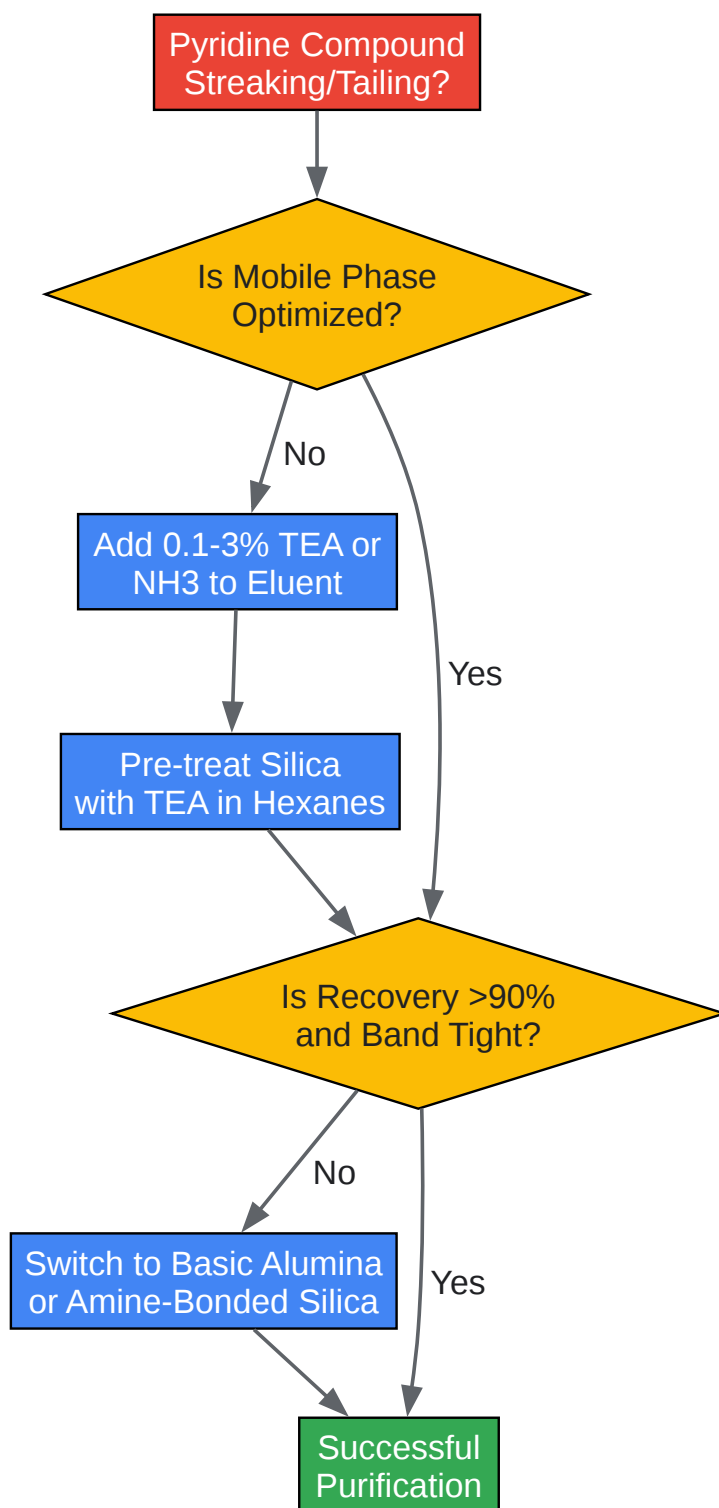 Pyridine Compound
Streaking/Tailing?
Is Mobile Phase
Optimized?
No
Add 0.1-3% TEA or
NH3 to Eluent
Yes
Pre-treat Silica
with TEA in Hexanes
Is Recovery >90%
and Band Tight?
No
Switch to Basic Alumina
or Amine-Bonded Silica
Yes
Successful
Purification